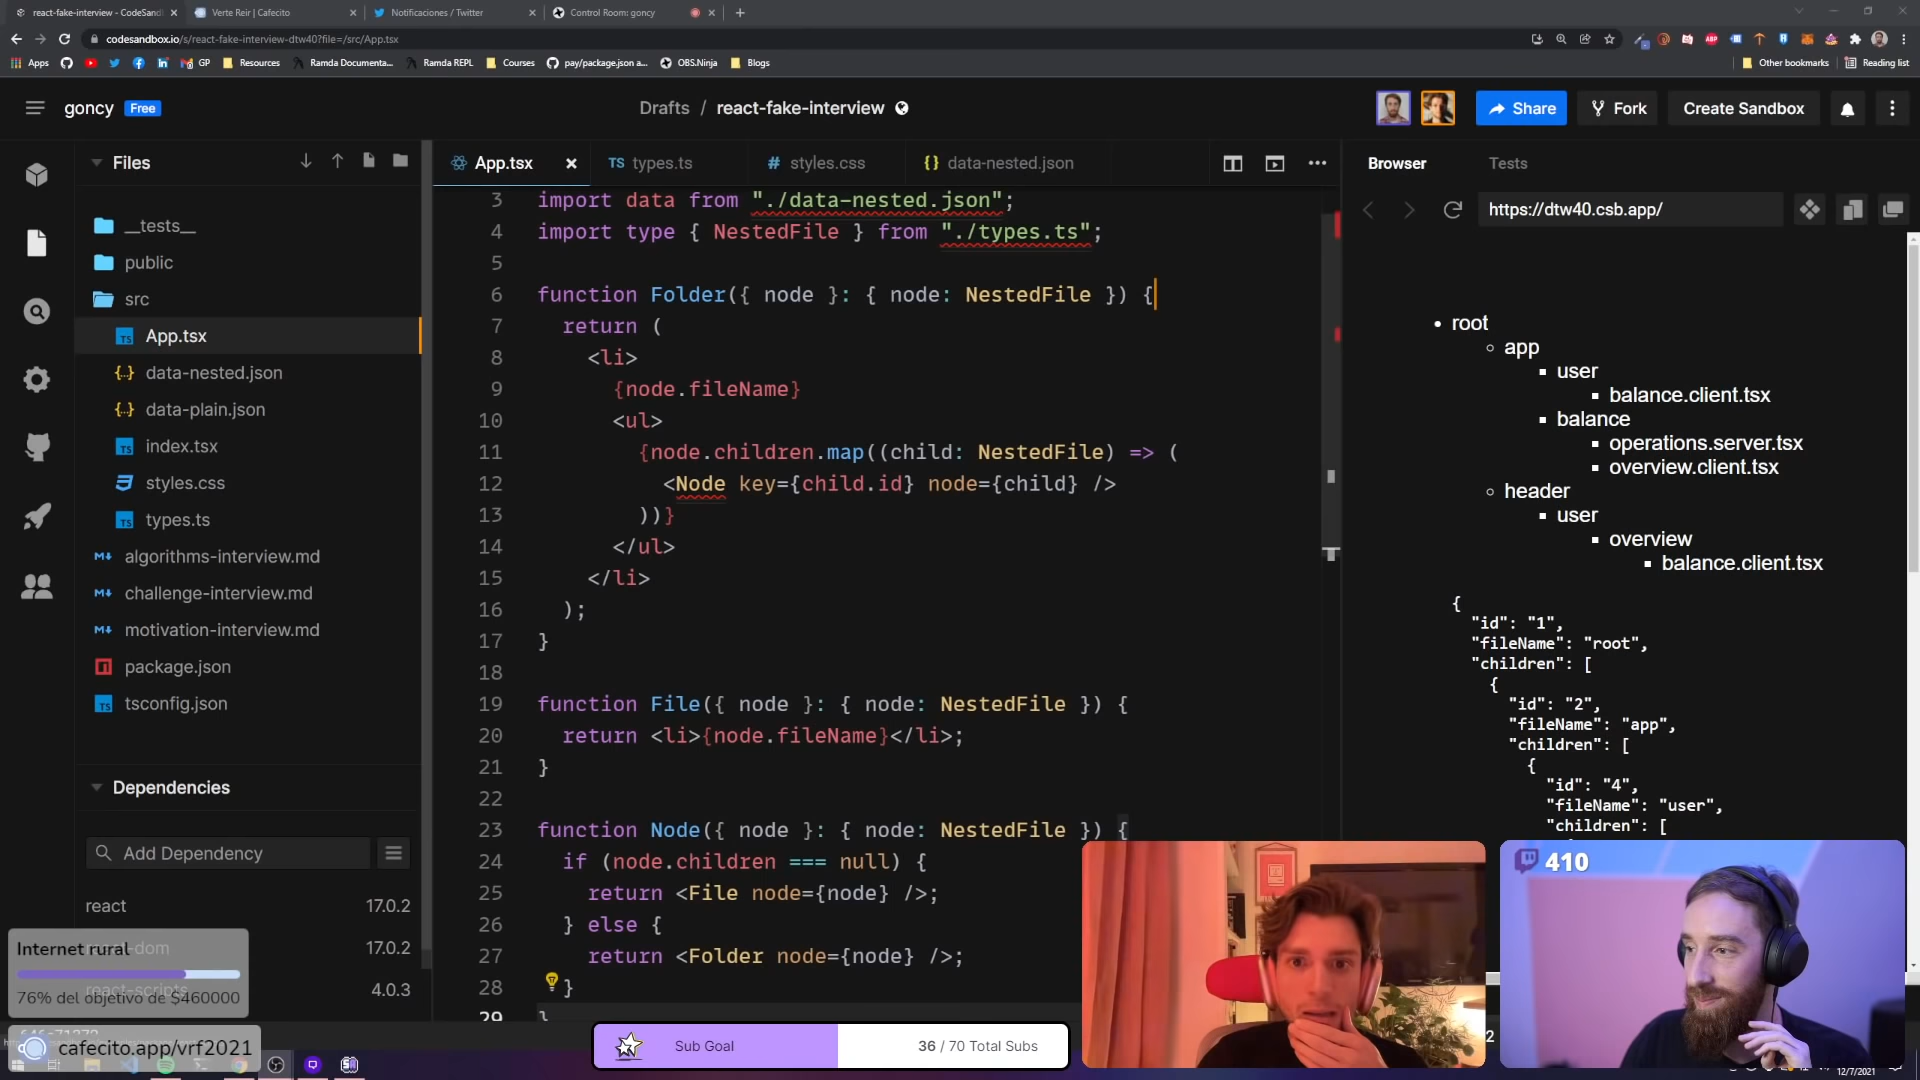 react-fake-interview - CodeSand
Verte Reir | Cafecito
Notificaciones / Twitter
Control Room: goncy
codesandbox.io/s/react-fake-interview-dtw40?file=/src/App.tsx
Apps
GP
Resources
Ramda Documenta...
Ramda REPL
Courses
pay/package.json a...
OBS.Ninja
Blogs
Other bookmarks
Reading list
goncy Free
Drafts / react-fake-interview
Share
Fork
Create Sandbox
Files
__tests__
public
src
App.tsx
data-nested.json
data-plain.json
index.tsx
styles.css
types.ts
algorithms-interview.md
challenge-interview.md
motivation-interview.md
package.json
tsconfig.json
Dependencies
Add Dependency
react 17.0.2
17.0.2
react-scripts 4.0.3
Internet rural
76% del objetivo de $460000
cafecito.app/vrf2021
App.tsx
TS types.ts
# styles.css
{} data-nested.json
3 import data from "./data-nested.json";
4 import type { NestedFile } from "./types.ts";
5
6 function Folder({ node }: { node: NestedFile }) {
7 return (
8 <li>
9 {node.fileName}
10 <ul>
11 {node.children.map((child: NestedFile) => (
12 <Node key={child.id} node={child} />
13 ))}
14 </ul>
15 </li>
16 );
17 }
18
19 function File({ node }: { node: NestedFile }) {
20 return <li>{node.fileName}</li>;
21 }
22
23 function Node({ node }: { node: NestedFile }) {
24 if (node.children === null) {
25 return <File node={node} />;
26 } else {
27 return <Folder node={node} />;
28 }
29 }
Browser
Tests
https://dtw40.csb.app/
root
app
user
balance.client.tsx
balance
operations.server.tsx
overview.client.tsx
header
user
overview
balance.client.tsx
{
"id": "1",
"fileName": "root",
"children": [
{
"id": "2",
"fileName": "app",
"children": [
{
"id": "4",
"fileName": "user",
"children": [
410
Sub Goal
36 / 70 Total Subs
12/7/2021